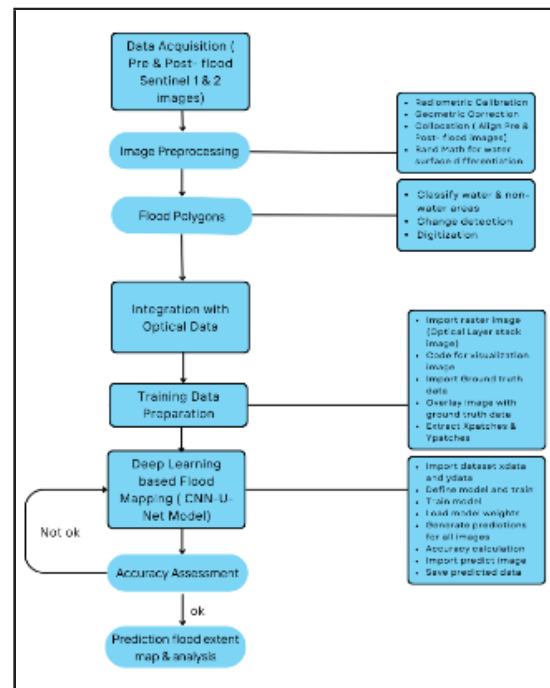 Data Acquisition (
Pre & Post- flood
Sentinel 1 & 2
images)
Image Preprocessing
• Radiometric Calibration
• Geometric Correction
• Collocation ( Align Pre &
Post- flood images)
• Band Math for water
surface differentiation
Flood Polygons
• Classify water & non-
water areas
• Change detection
• Digitization
Integration with
Optical Data
Training Data
Preparation
• Import raster image
(Optical Layer stack
image)
• Code for visualization
image
• Import Ground truth
data
• Overlay image with
ground truth data
• Extract Xpatches &
Ypatches
Deep Learning
based Flood
Mapping ( CNN-U-
Net Model)
• Import dataset xdata
and ydata
• Define model and train
• Train model
• Load model weights
• Generate predictions
for all images
• Accuracy calculation
• Import predict image
• Save predicted data
Not ok
Accuracy Assessment
ok
Prediction flood extent
map & analysis